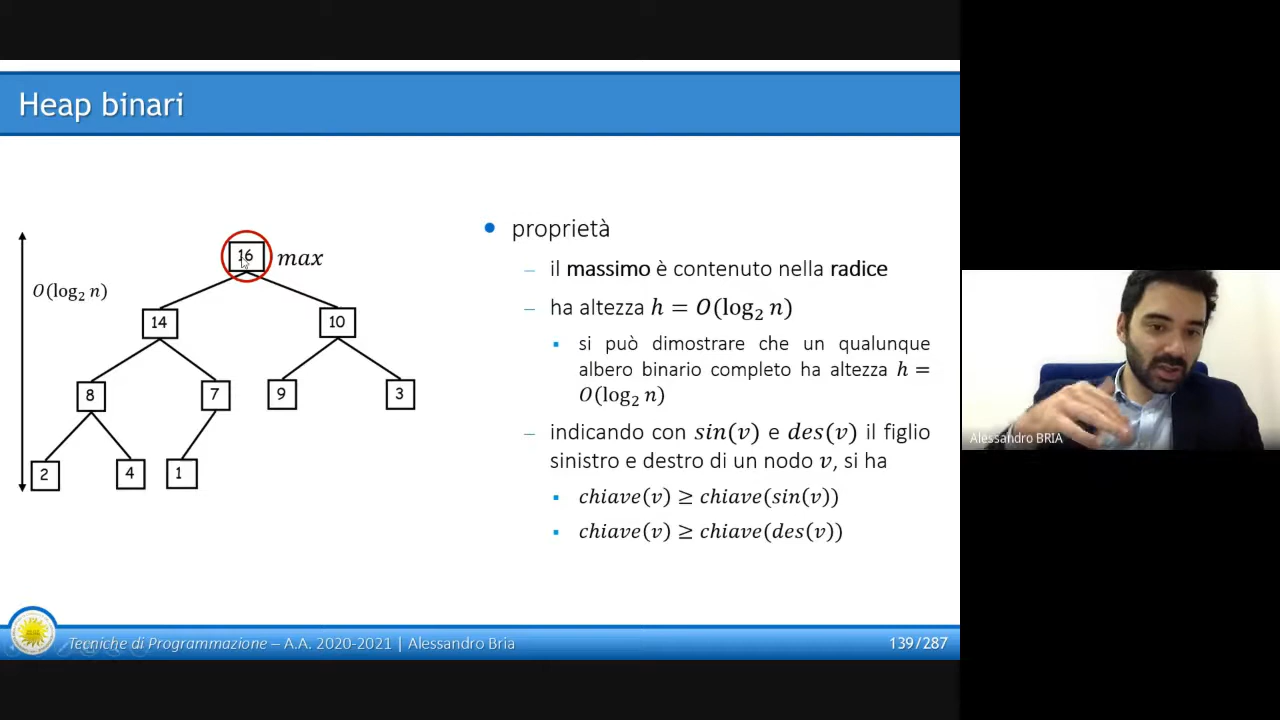 Heap binari
16
max
O(log₂ n)
14
10
8
7
9
3
2
4
1
• proprietà
– il massimo è contenuto nella radice
– ha altezza h = O(log₂ n)
▪ si può dimostrare che un qualunque
albero binario completo ha altezza h =
O(log₂ n)
– indicando con sin(v) e des(v) il figlio
sinistro e destro di un nodo v, si ha
▪ chiave(v) ≥ chiave(sin(v))
▪ chiave(v) ≥ chiave(des(v))
Tecniche di Programmazione – A.A. 2020-2021 | Alessandro Bria
139/287
Alessandro BRIA